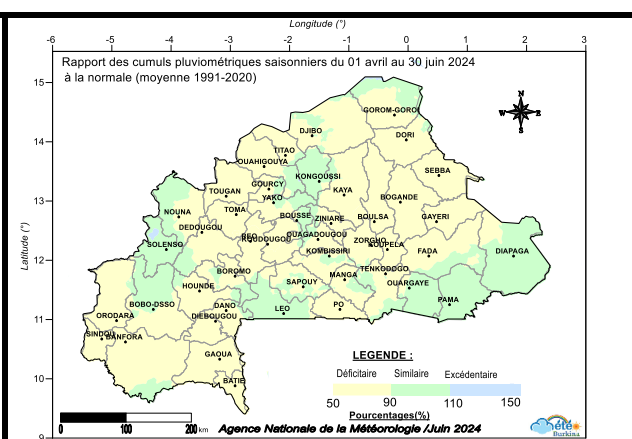 Longitude (°)
-6 -5 -4 -3 -2 -1 0 1 2 3
Rapport des cumuls pluviométriques saisonniers du 01 avril au 30 juin 2024
à la normale (moyenne 1991-2020)
15
GOROM-GOROM
N
W E
S
DJIBO
14
DORI
TITAO
OUAHIGOUYA
SEBBA
KONGOUSSI
GOURCY
KAYA
TOUGAN
YAKO
BOGANDE
13
NOUNA
TOMA
BOUSSE
ZINIARE
BOULSA
GAYERI
DEDOUGOU
REO
KOUDOUGOU
OUAGADOUGOU
ZORGHO
KOUPELA
SOLENSO
KOMBISSIRI
FADA
DIAPAGA
Latitude (°)
12
BOROMO
MANGA
TENKODOGO
HOUNDE
SAPOUY
OUARGAYE
BOBO-DSSO
DANO
LEO
PO
PAMA
ORODARA
DIEBOUGOU
11
SINDOU
BANFORA
GAOUA
LEGENDE :
Déficitaire Similaire Excédentaire
BATIE
10
50 90 110 150
Pourcentages(%)
0 100 200 km
Agence Nationale de la Météorologie /Juin 2024
météo
Burkina
9